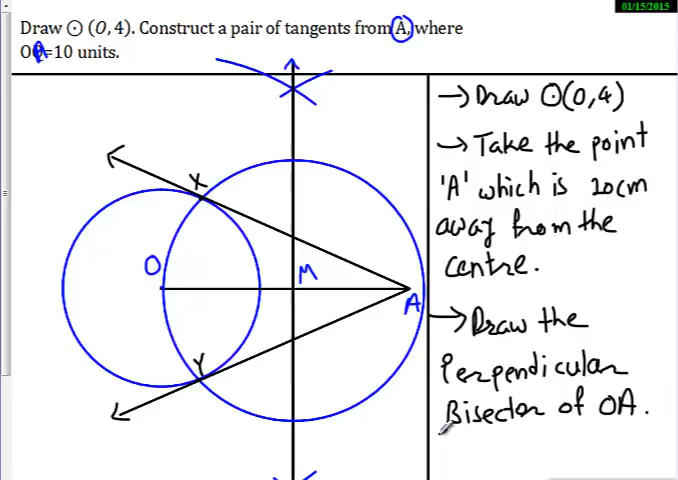 01/15/2015
Draw ⊙ (O, 4). Construct a pair of tangents from A, where
OA=10 units.
→ Draw ⊙(O,4)
→ Take the point
'A' which is 10cm
away from the
centre.
→ Draw the
Perpendicular
Bisector of OA.
X
O
M
A
Y